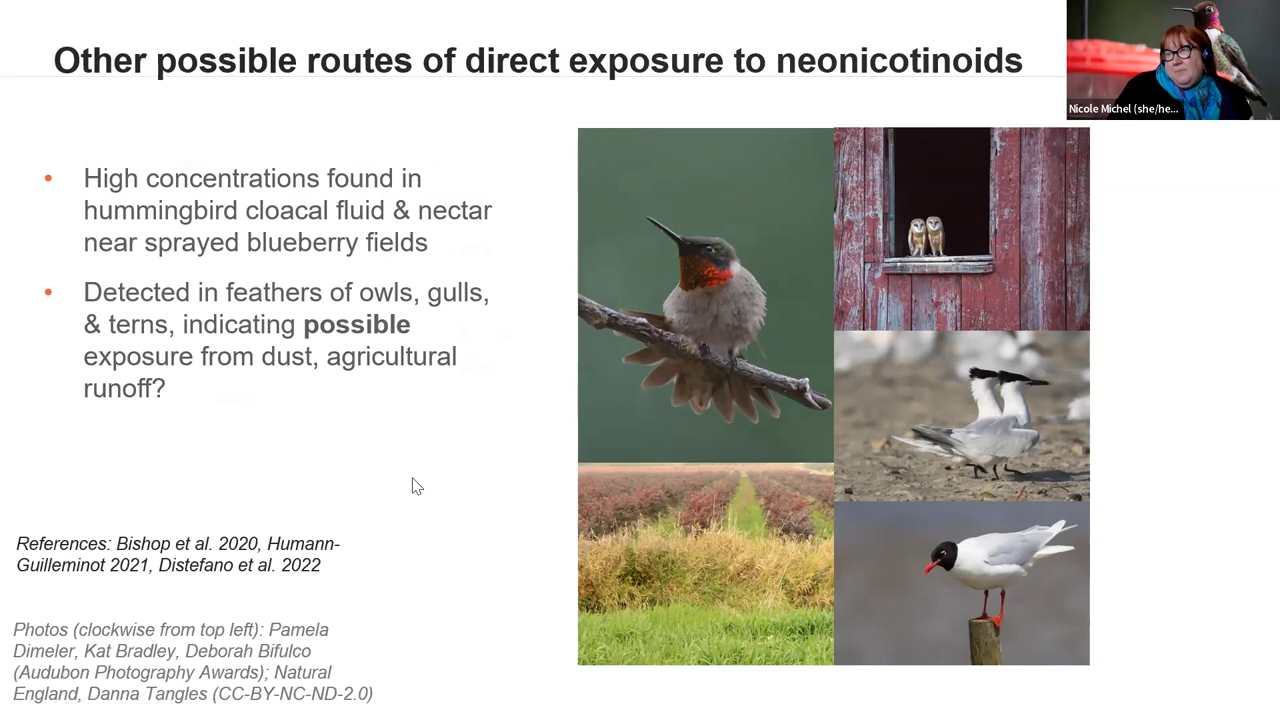 Other possible routes of direct exposure to neonicotinoids
Nicole Michel (she/he...
• High concentrations found in
hummingbird cloacal fluid & nectar
near sprayed blueberry fields
• Detected in feathers of owls, gulls,
& terns, indicating possible
exposure from dust, agricultural
runoff?
References: Bishop et al. 2020, Humann-
Guilleminot 2021, Distefano et al. 2022
Photos (clockwise from top left): Pamela
Dimeler, Kat Bradley, Deborah Bifulco
(Audubon Photography Awards); Natural
England, Danna Tangles (CC-BY-NC-ND-2.0)